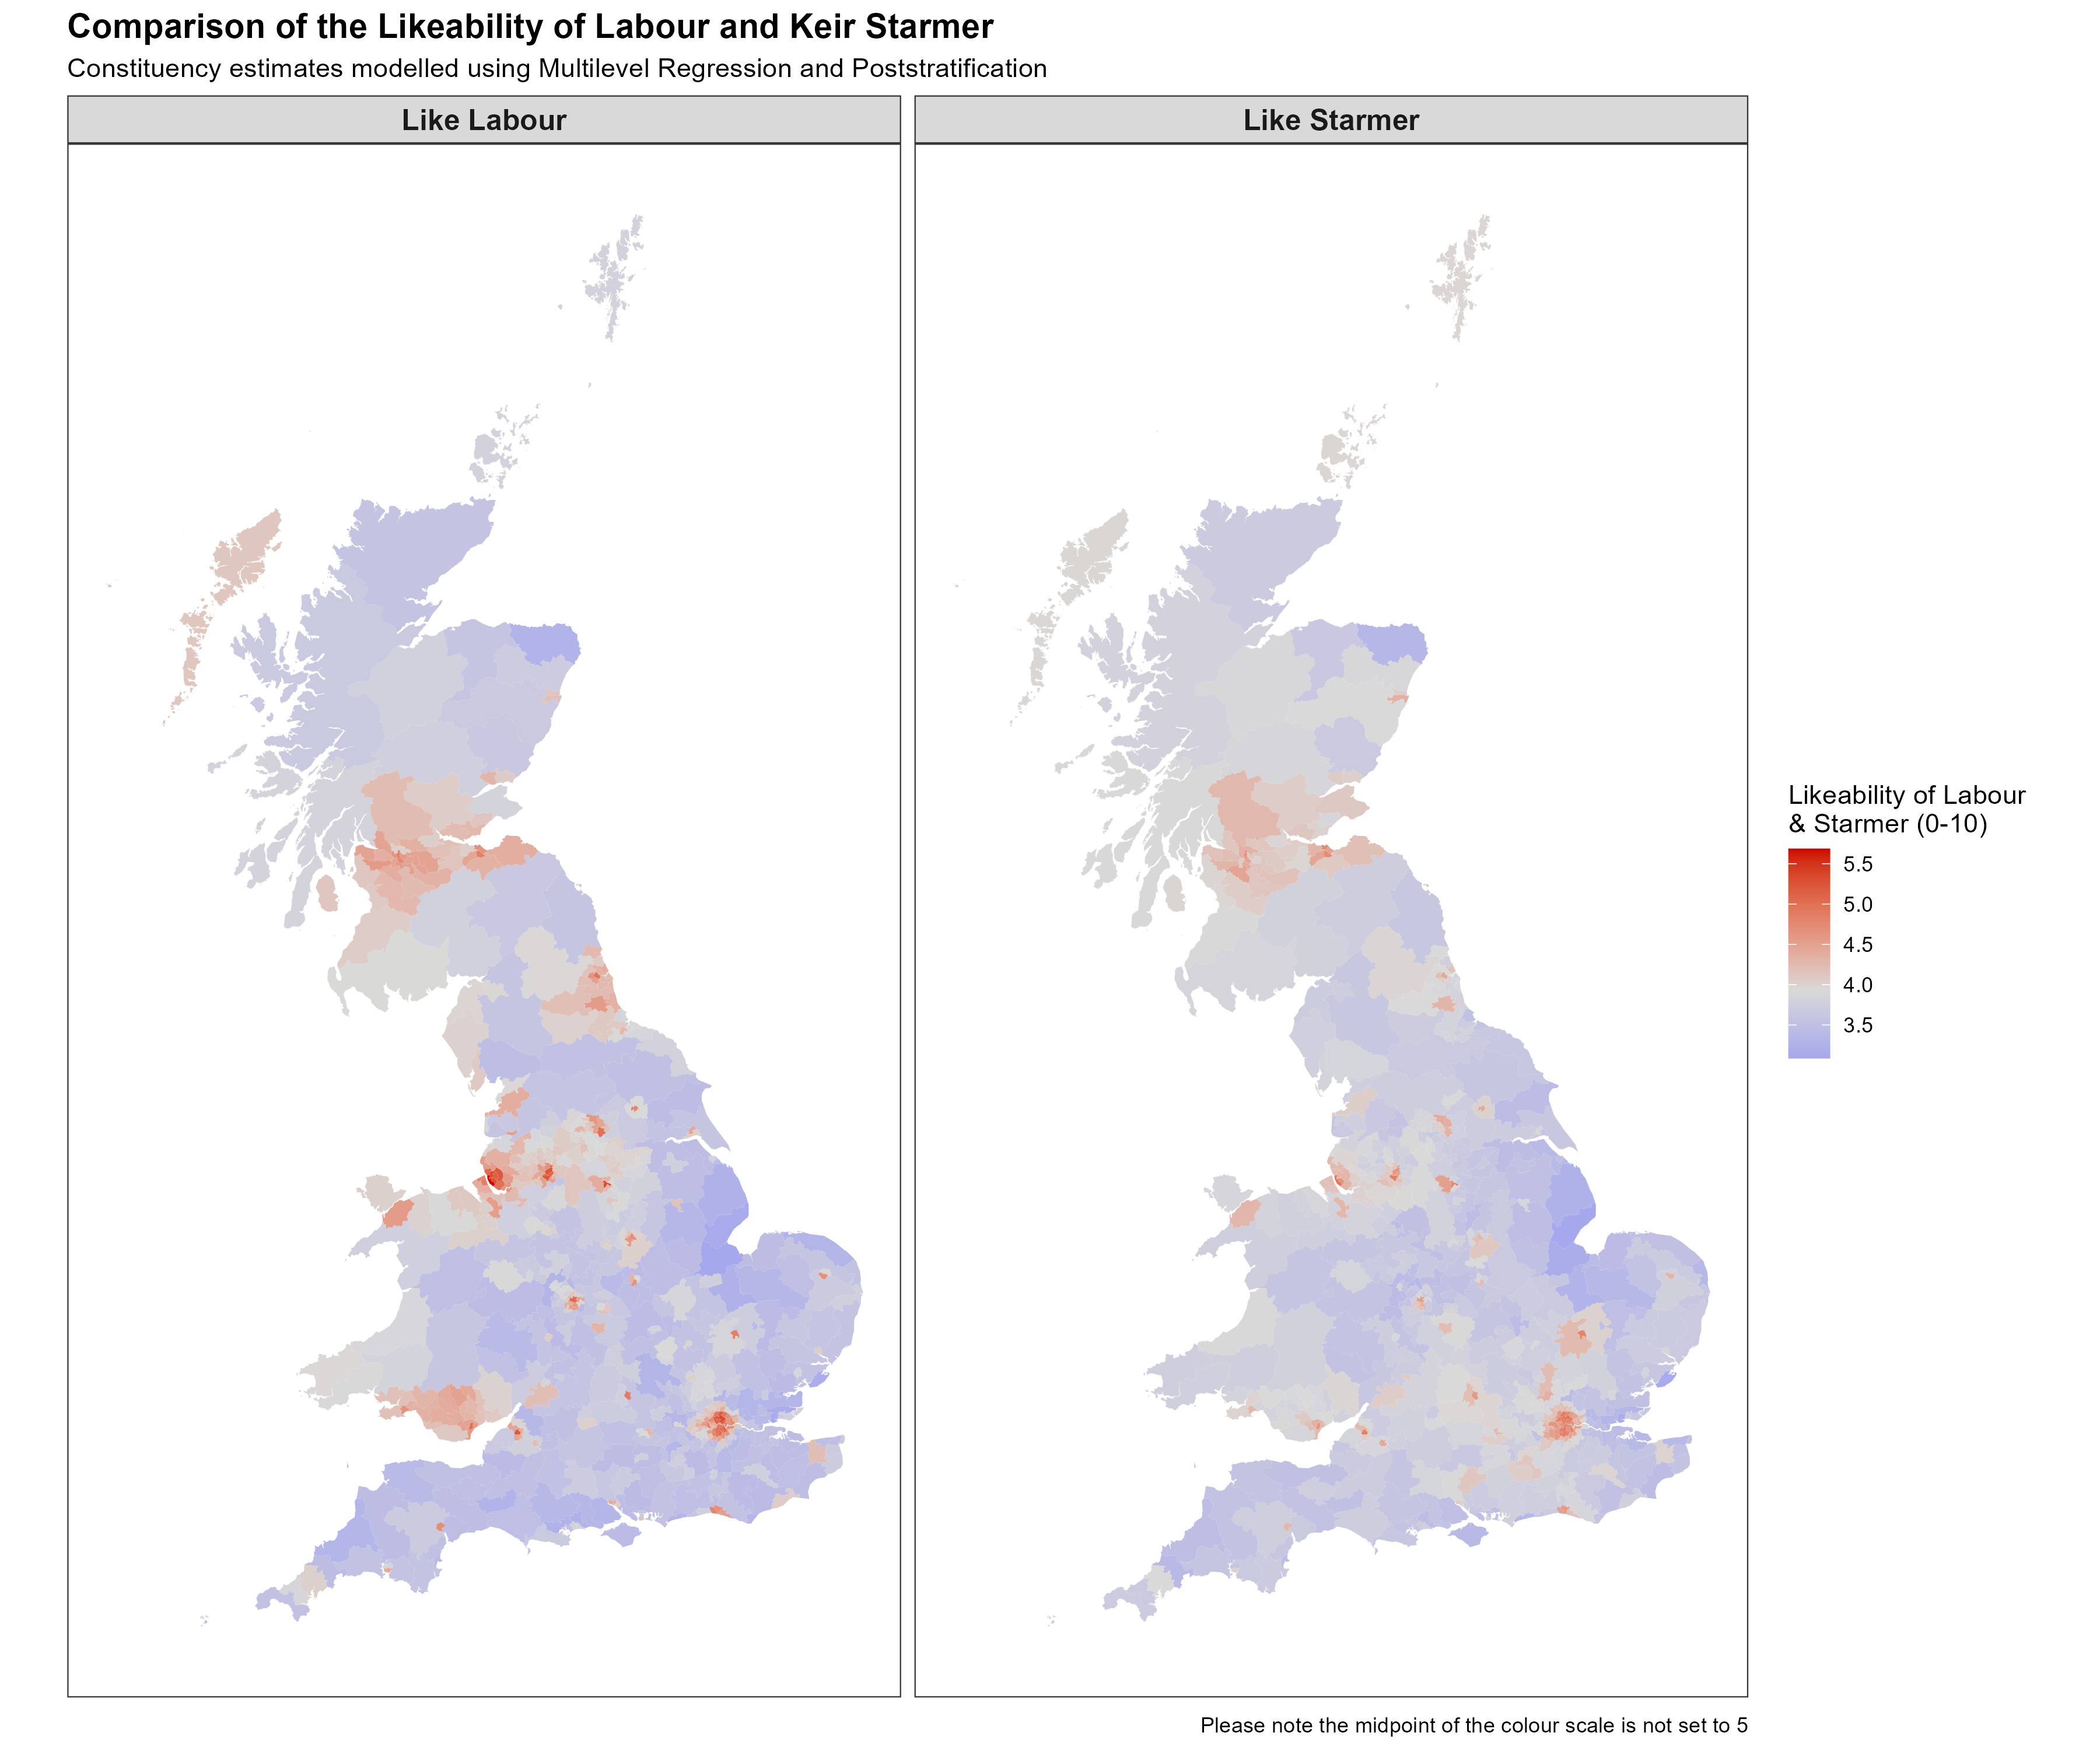 Comparison of the Likeability of Labour and Keir Starmer
Constituency estimates modelled using Multilevel Regression and Poststratification
Like Labour
Like Starmer
Likeability of Labour
& Starmer (0-10)
5.5
5.0
4.5
4.0
3.5
Please note the midpoint of the colour scale is not set to 5